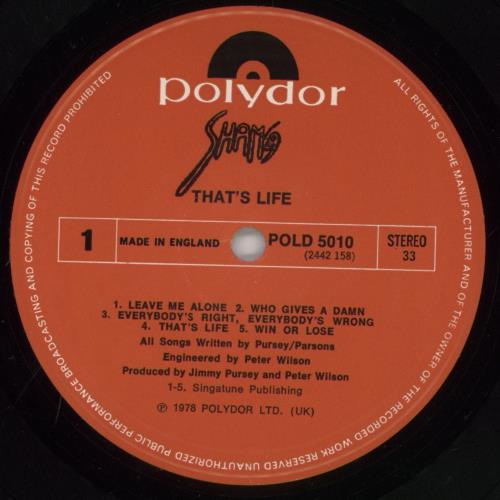 polydor
SHAM 69
THAT'S LIFE
1
MADE IN ENGLAND
POLD 5010
(2442 158)
STEREO
33
1. LEAVE ME ALONE 2. WHO GIVES A DAMN
3. EVERYBODY'S RIGHT, EVERYBODY'S WRONG
4. THAT'S LIFE 5. WIN OR LOSE
All Songs Written by Pursey/Parsons
Engineered by Peter Wilson
Produced by Jimmy Pursey and Peter Wilson
1-5. Singatune Publishing
℗ 1978 POLYDOR LTD. (UK)
ALL RIGHTS OF THE MANUFACTURER AND OF THE OWNER OF THE RECORDED WORK RESERVED UNAUTHORIZED PUBLIC PERFORMANCE BROADCASTING AND COPYING OF THIS RECORD PROHIBITED